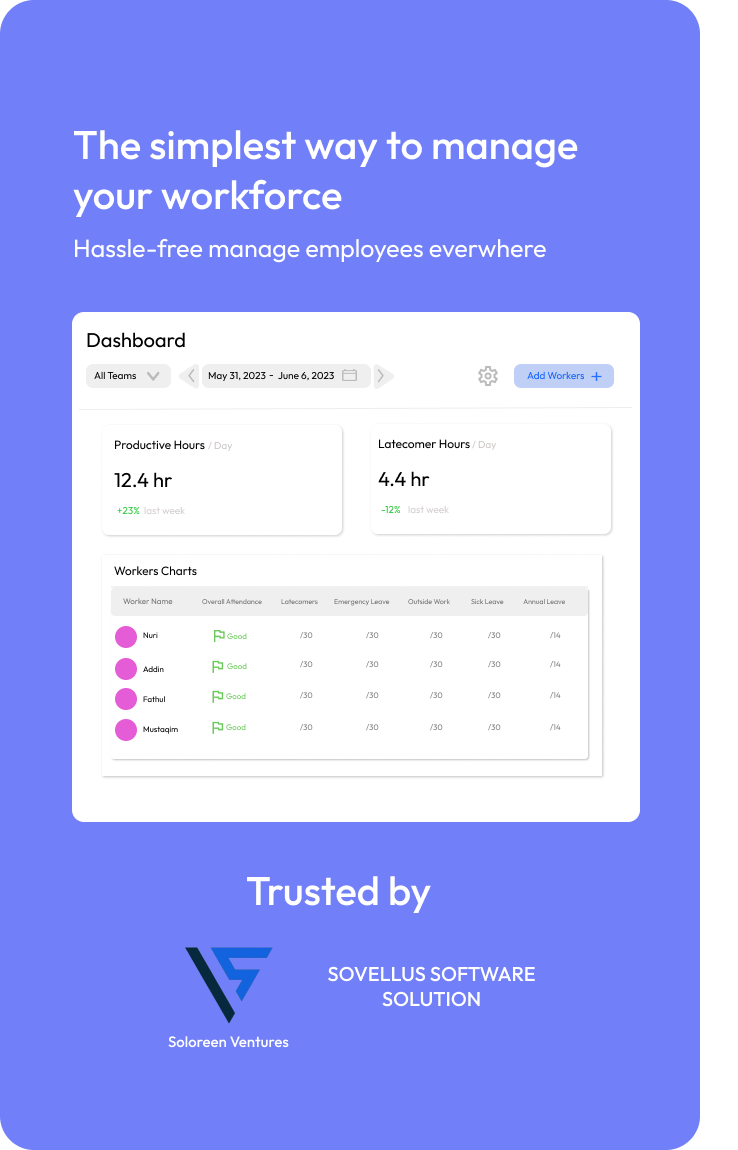 The simplest way to manage
your workforce
Hassle-free manage employees everwhere
Dashboard
All Teams May 31, 2023 - June 6, 2023 Add Workers +
Productive Hours / Day
12.4 hr
+23% last week
Latecomer Hours / Day
4.4 hr
-12% last week
Workers Charts
Worker Name Overall Attendance Latecomers Emergency Leave Outside Work Sick Leave Annual Leave
Nuri Good /30 /30 /30 /30 /14
Addin Good /30 /30 /30 /30 /14
Fathul Good /30 /30 /30 /30 /14
Mustaqim Good /30 /30 /30 /30 /14
Trusted by
Soloreen Ventures
SOVELLUS SOFTWARE
SOLUTION